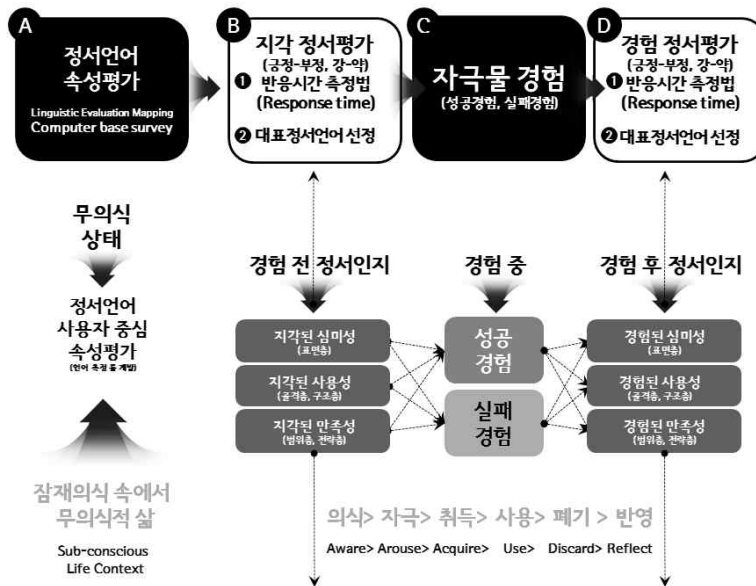 A
정서언어
속성평가
Linguistic Evaluation Mapping
Computer base survey
B
지각 정서평가
(긍정-부정, 강-약)
❶ 반응시간 측정법
(Response time)
❷ 대표정서언어 선정
C
자극물 경험
(성공경험, 실패경험)
D
경험 정서평가
(긍정-부정, 강-약)
❶ 반응시간 측정법
(Response time)
❷ 대표정서언어 선정
무의식
상태
정서언어
사용자 중심
속성평가
(언어 측정 툴 개발)
잠재의식 속에서
무의식적 삶
Sub-conscious
Life Context
경험 전 정서인지
지각된 심미성
(표면층)
지각된 사용성
(골격층, 구조층)
지각된 만족성
(범위층, 전략층)
경험 중
성공
경험
실패
경험
경험 후 정서인지
경험된 심미성
(표면층)
경험된 사용성
(골격층, 구조층)
경험된 만족성
(범위층, 전략층)
의식> 자극> 취득> 사용> 폐기 > 반영
Aware> Arouse> Acquire> Use> Discard> Reflect